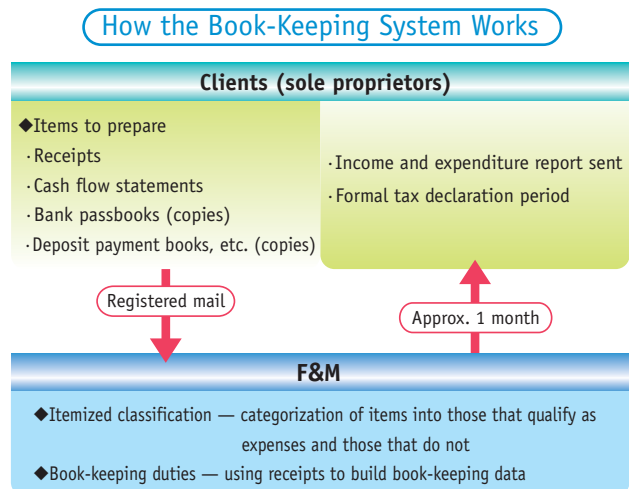 How the Book-Keeping System Works
Clients (sole proprietors)
◆Items to prepare
·Receipts
·Cash flow statements
·Bank passbooks (copies)
·Deposit payment books, etc. (copies)
·Income and expenditure report sent
·Formal tax declaration period
Registered mail
Approx. 1 month
F&M
◆Itemized classification — categorization of items into those that qualify as
expenses and those that do not
◆Book-keeping duties — using receipts to build book-keeping data